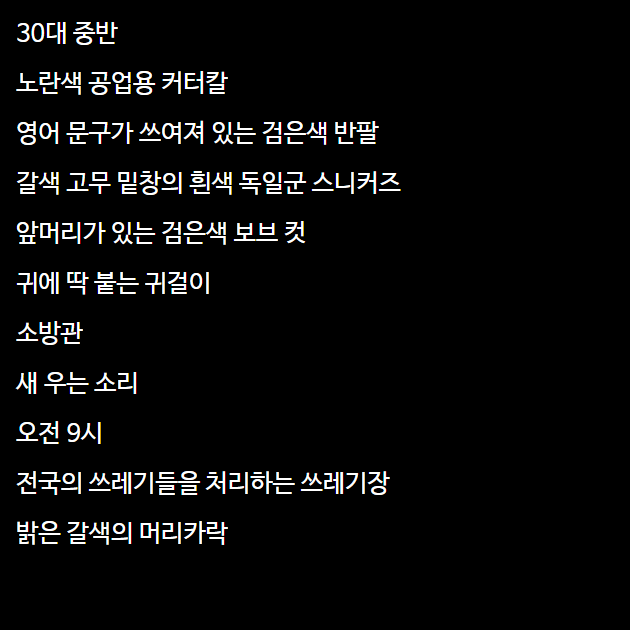 30대 중반
노란색 공업용 커터칼
영어 문구가 쓰여져 있는 검은색 반팔
갈색 고무 밑창의 흰색 독일군 스니커즈
앞머리가 있는 검은색 보브 컷
귀에 딱 붙는 귀걸이
소방관
새 우는 소리
오전 9시
전국의 쓰레기들을 처리하는 쓰레기장
밝은 갈색의 머리카락